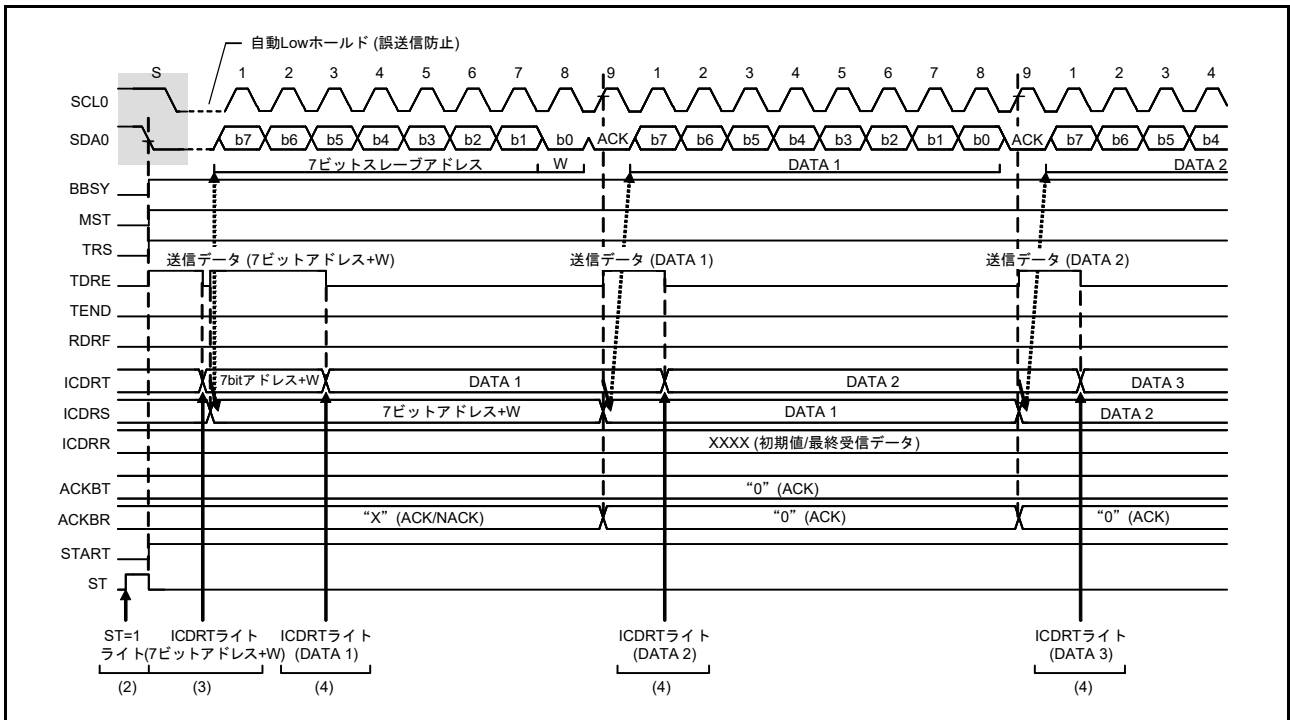 自動Lowホールド (誤送信防止)
S 1 2 3 4 5 6 7 8 9 1 2 3 4 5 6 7 8 9 1 2 3 4
SCL0
SDA0 b7 b6 b5 b4 b3 b2 b1 b0 ACK b7 b6 b5 b4 b3 b2 b1 b0 ACK b7 b6 b5 b4
7ビットスレーブアドレス W DATA 1 DATA 2
BBSY
MST
TRS
送信データ (7ビットアドレス+W) 送信データ (DATA 1) 送信データ (DATA 2)
TDRE
TEND
RDRF
ICDRT 7bitアドレス+W DATA 1 DATA 2 DATA 3
ICDRS 7ビットアドレス+W DATA 1 DATA 2
ICDRR XXXX (初期値/最終受信データ)
ACKBT “0” (ACK)
ACKBR “X” (ACK/NACK) “0” (ACK) “0” (ACK)
START
ST
ST=1 ICDRTライト ICDRTライト ICDRTライト ICDRTライト
ライト (7ビットアドレス+W) (DATA 1) (DATA 2) (DATA 3)
(2) (3) (4) (4) (4)